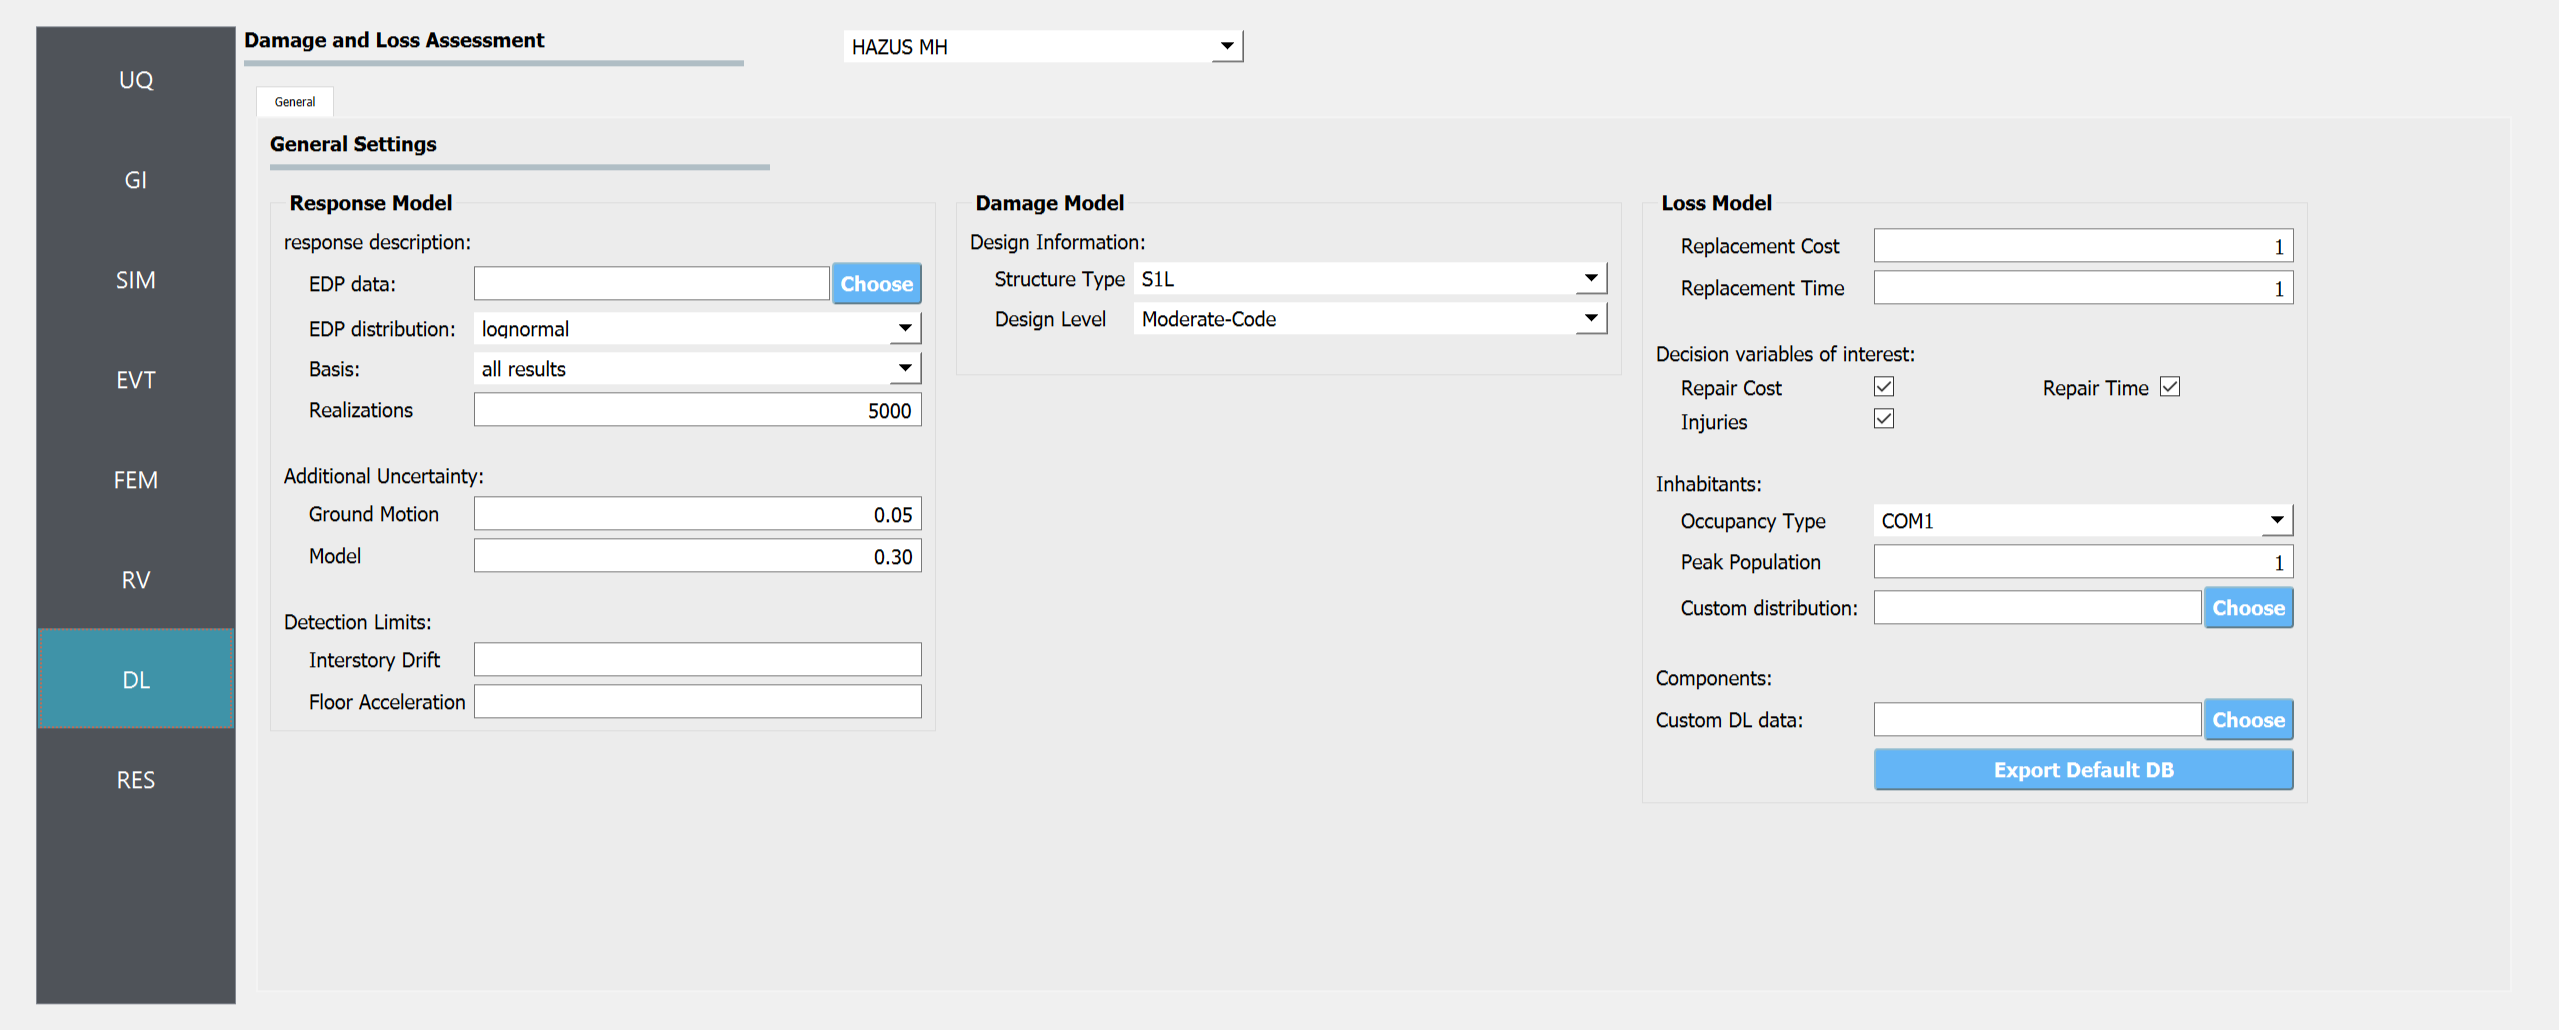 UQ
GI
SIM
EVT
FEM
RV
DL
RES
Damage and Loss Assessment
HAZUS MH
General
General Settings
Response Model
response description:
EDP data:
Choose
EDP distribution: lognormal
Basis: all results
Realizations 5000
Additional Uncertainty:
Ground Motion 0.05
Model 0.30
Detection Limits:
Interstory Drift
Floor Acceleration
Damage Model
Design Information:
Structure Type S1L
Design Level Moderate-Code
Loss Model
Replacement Cost 1
Replacement Time 1
Decision variables of interest:
Repair Cost Repair Time
Injuries
Inhabitants:
Occupancy Type COM1
Peak Population 1
Custom distribution: Choose
Components:
Custom DL data: Choose
Export Default DB